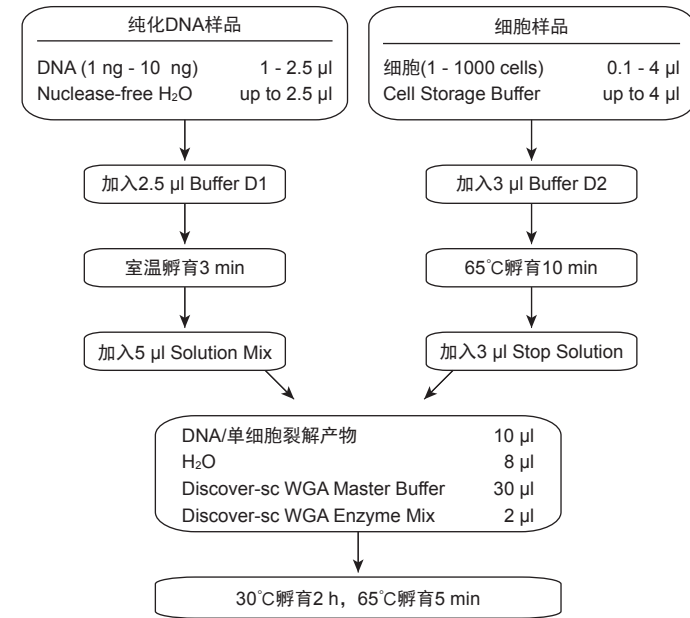 纯化DNA样品
DNA (1 ng - 10 ng) 1 - 2.5 µl
Nuclease-free H₂O up to 2.5 µl
加入2.5 µl Buffer D1
室温孵育3 min
加入5 µl Solution Mix
细胞样品
细胞(1 - 1000 cells) 0.1 - 4 µl
Cell Storage Buffer up to 4 µl
加入3 µl Buffer D2
65℃孵育10 min
加入3 µl Stop Solution
DNA/单细胞裂解产物 10 µl
H₂O 8 µl
Discover-sc WGA Master Buffer 30 µl
Discover-sc WGA Enzyme Mix 2 µl
30℃孵育2 h，65℃孵育5 min